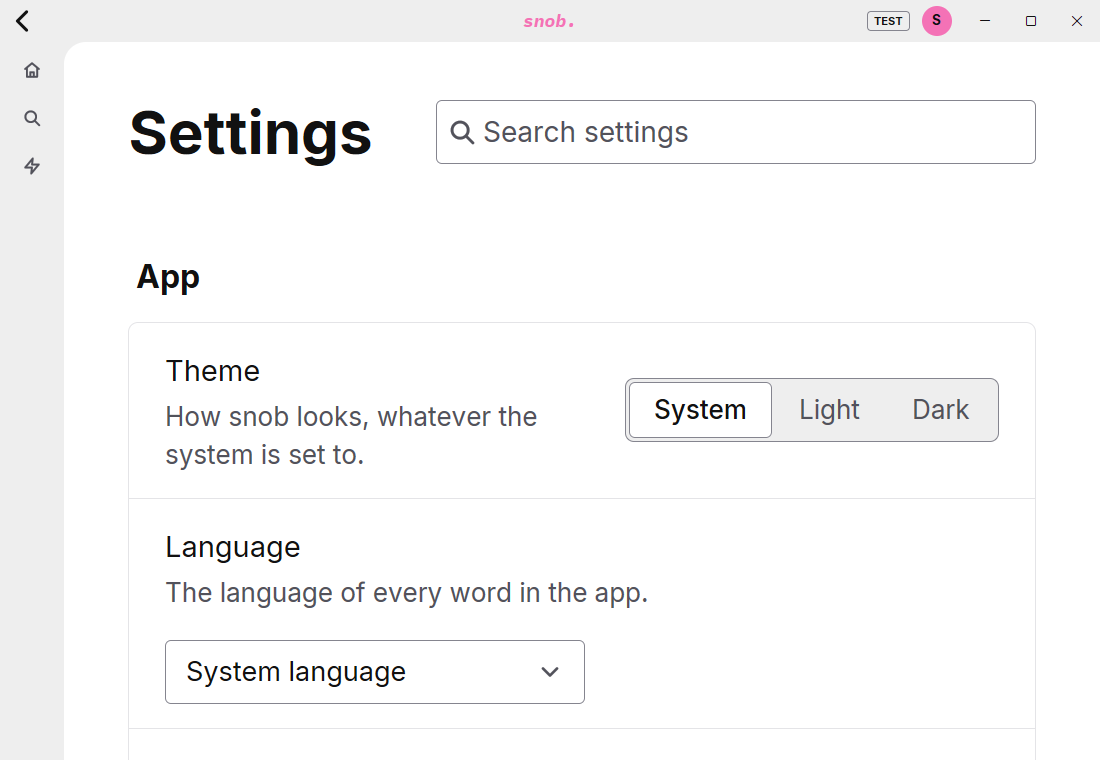 snob.
TEST
S
Settings
Search settings
App
Theme
How snob looks, whatever the
system is set to.
System
Light
Dark
Language
The language of every word in the app.
System language